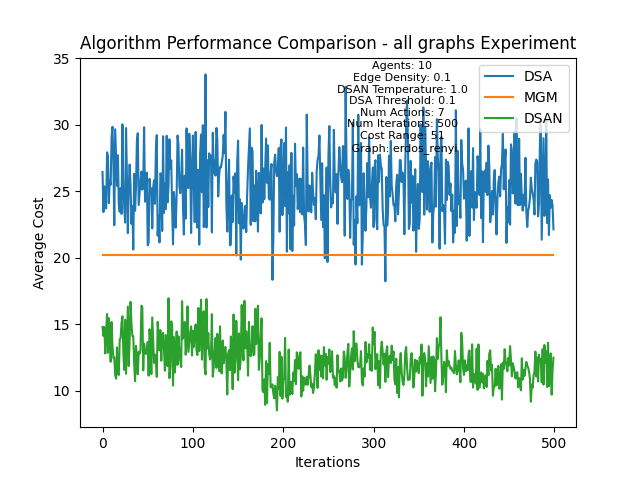 Algorithm Performance Comparison - all graphs Experiment
Agents: 10
Edge Density: 0.1
DSAN Temperature: 1.0
DSA Threshold: 0.1
Num Actions: 7
Num Iterations: 500
Cost Range: 51
Graph: erdos_renyi
DSA
MGM
DSAN
35
30
25
20
15
10
Average Cost
0
100
200
300
400
500
Iterations